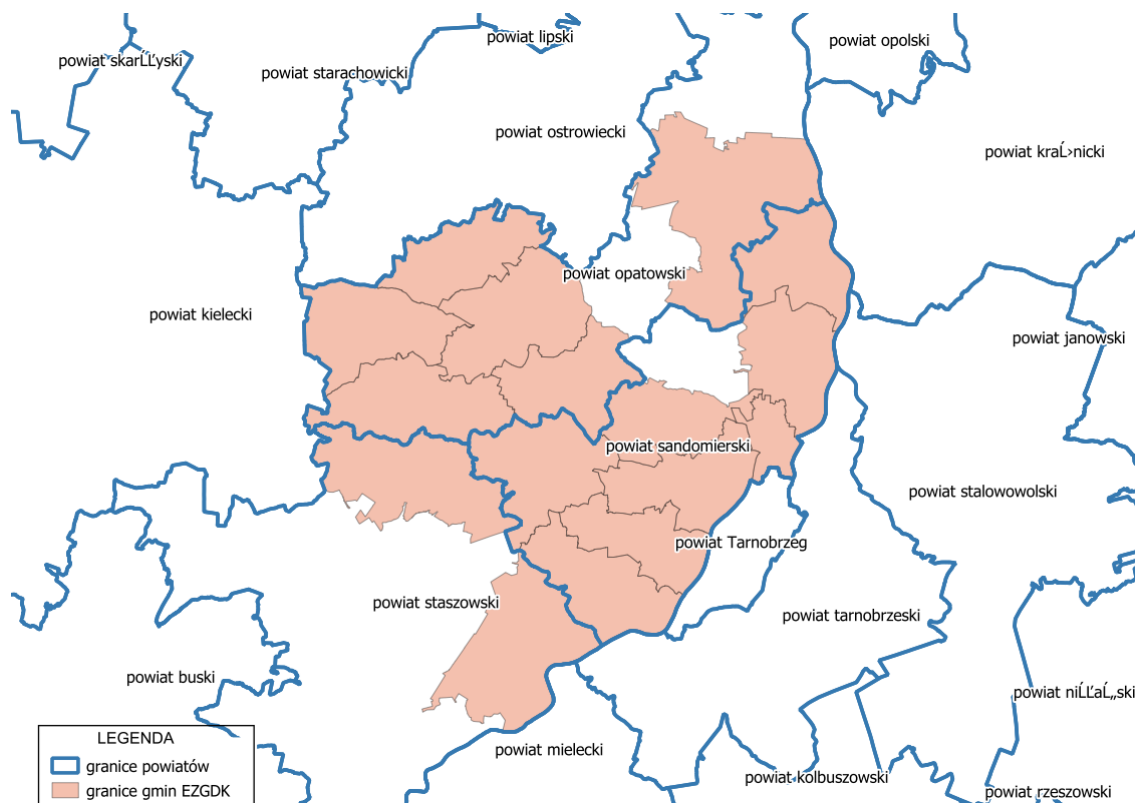 powiat lipski
powiat opolski
powiat skarĹĽyski
powiat starachowicki
powiat ostrowiecki
powiat kraĹ›nicki
powiat opatowski
powiat kielecki
powiat janowski
powiat sandomierski
powiat stalowowolski
powiat Tarnobrzeg
powiat staszowski
powiat tarnobrzeski
powiat buski
powiat niĹĽaĹ„ski
powiat mielecki
powiat kolbuszowski
powiat rzeszowski
LEGENDA
granice powiatów
granice gmin EZGDK